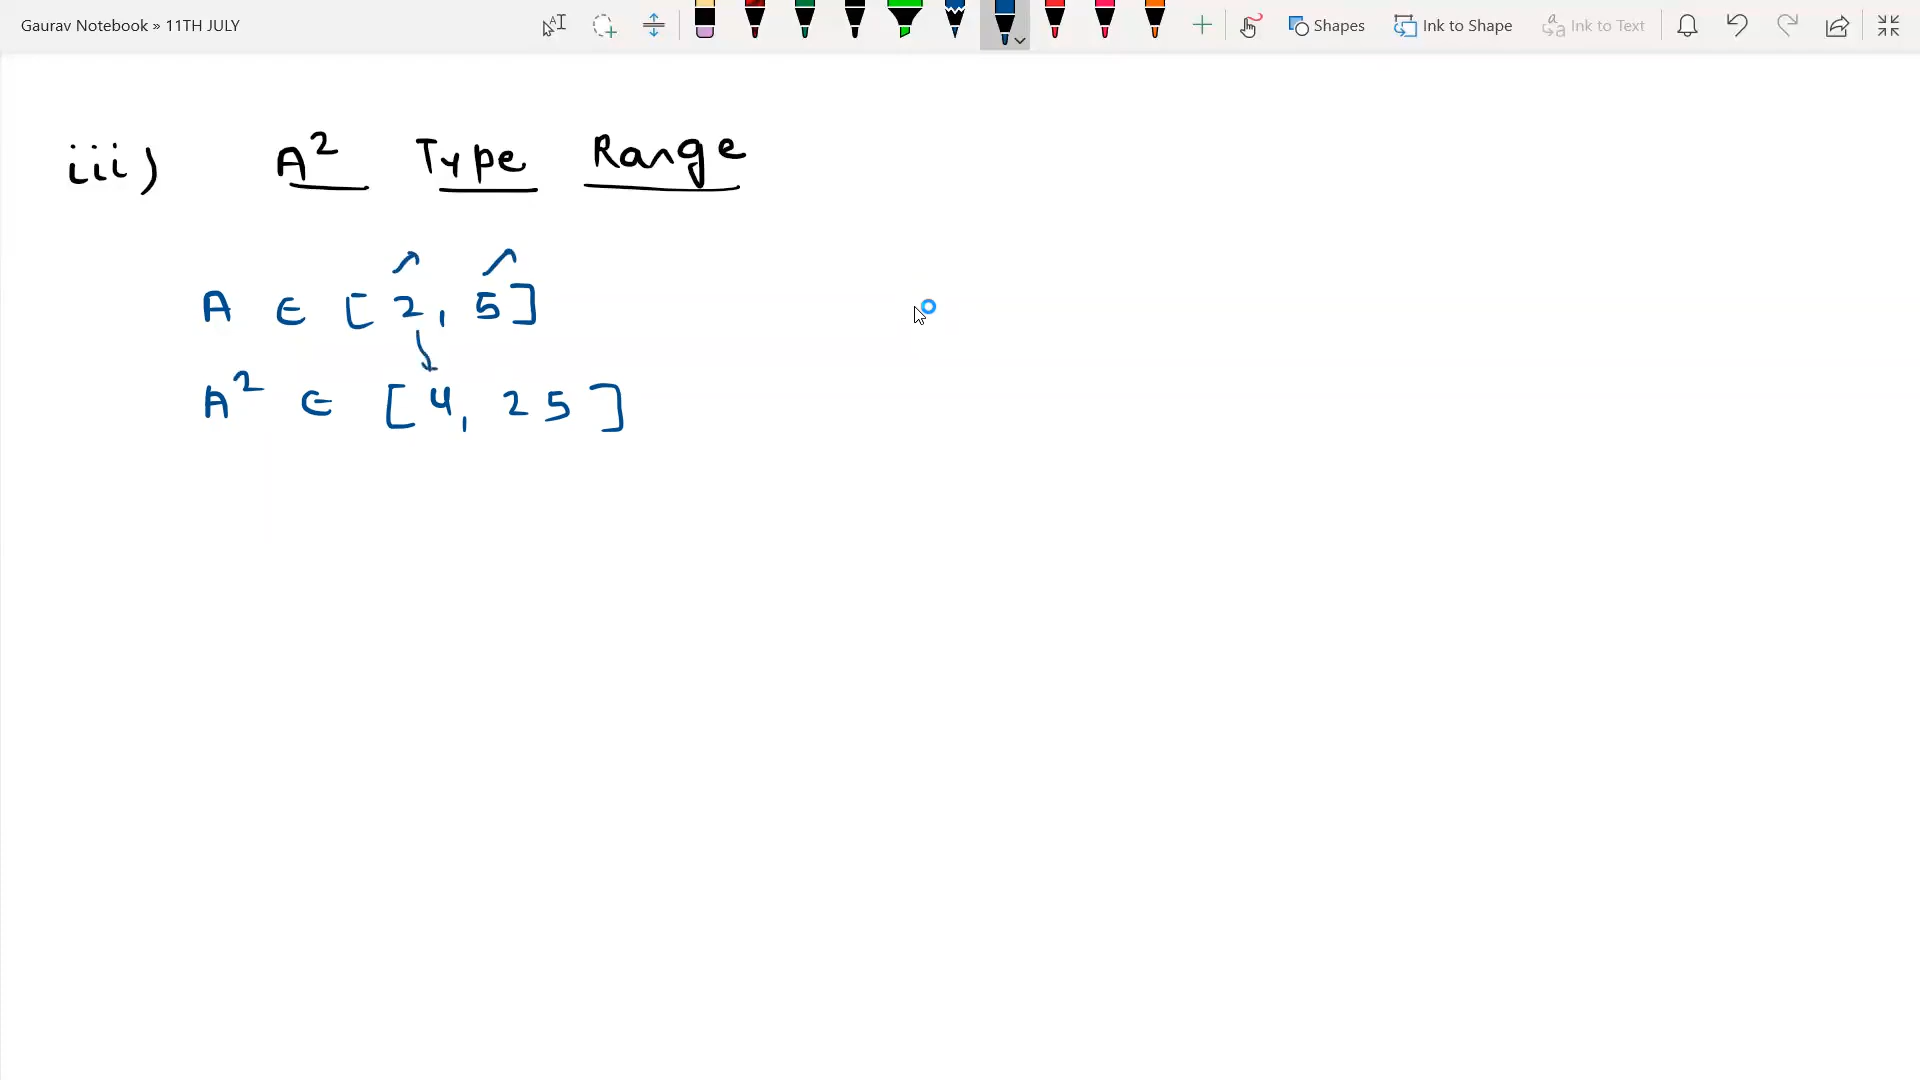 Gaurav Notebook » 11TH JULY Shapes Ink to Shape Ink to Text
iii) A² Type Range
A ∈ [2, 5]
A² ∈ [4, 25]